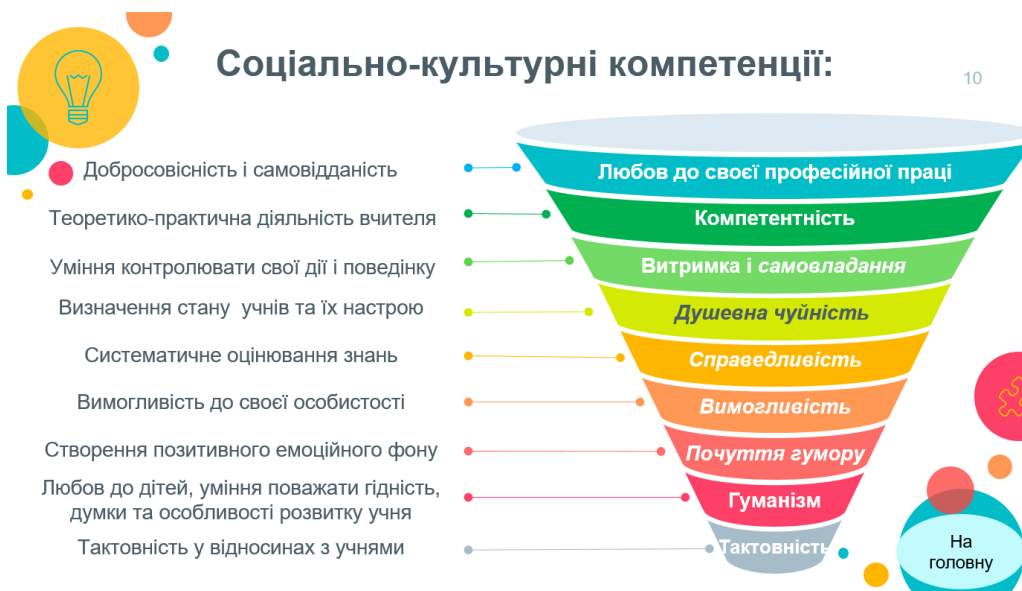 Соціально-культурні компетенції:
10
Добросовісність і самовідданість
Любов до своєї професійної праці
Теоретико-практична діяльність вчителя
Компетентність
Уміння контролювати свої дії і поведінку
Витримка і самовладання
Визначення стану учнів та їх настрою
Душевна чуйність
Систематичне оцінювання знань
Справедливість
Вимогливість до своєї особистості
Вимогливість
Створення позитивного емоційного фону
Почуття гумору
Любов до дітей, уміння поважати гідність,
думки та особливості розвитку учня
Гуманізм
Тактовність у відносинах з учнями
Тактовність
На
головну